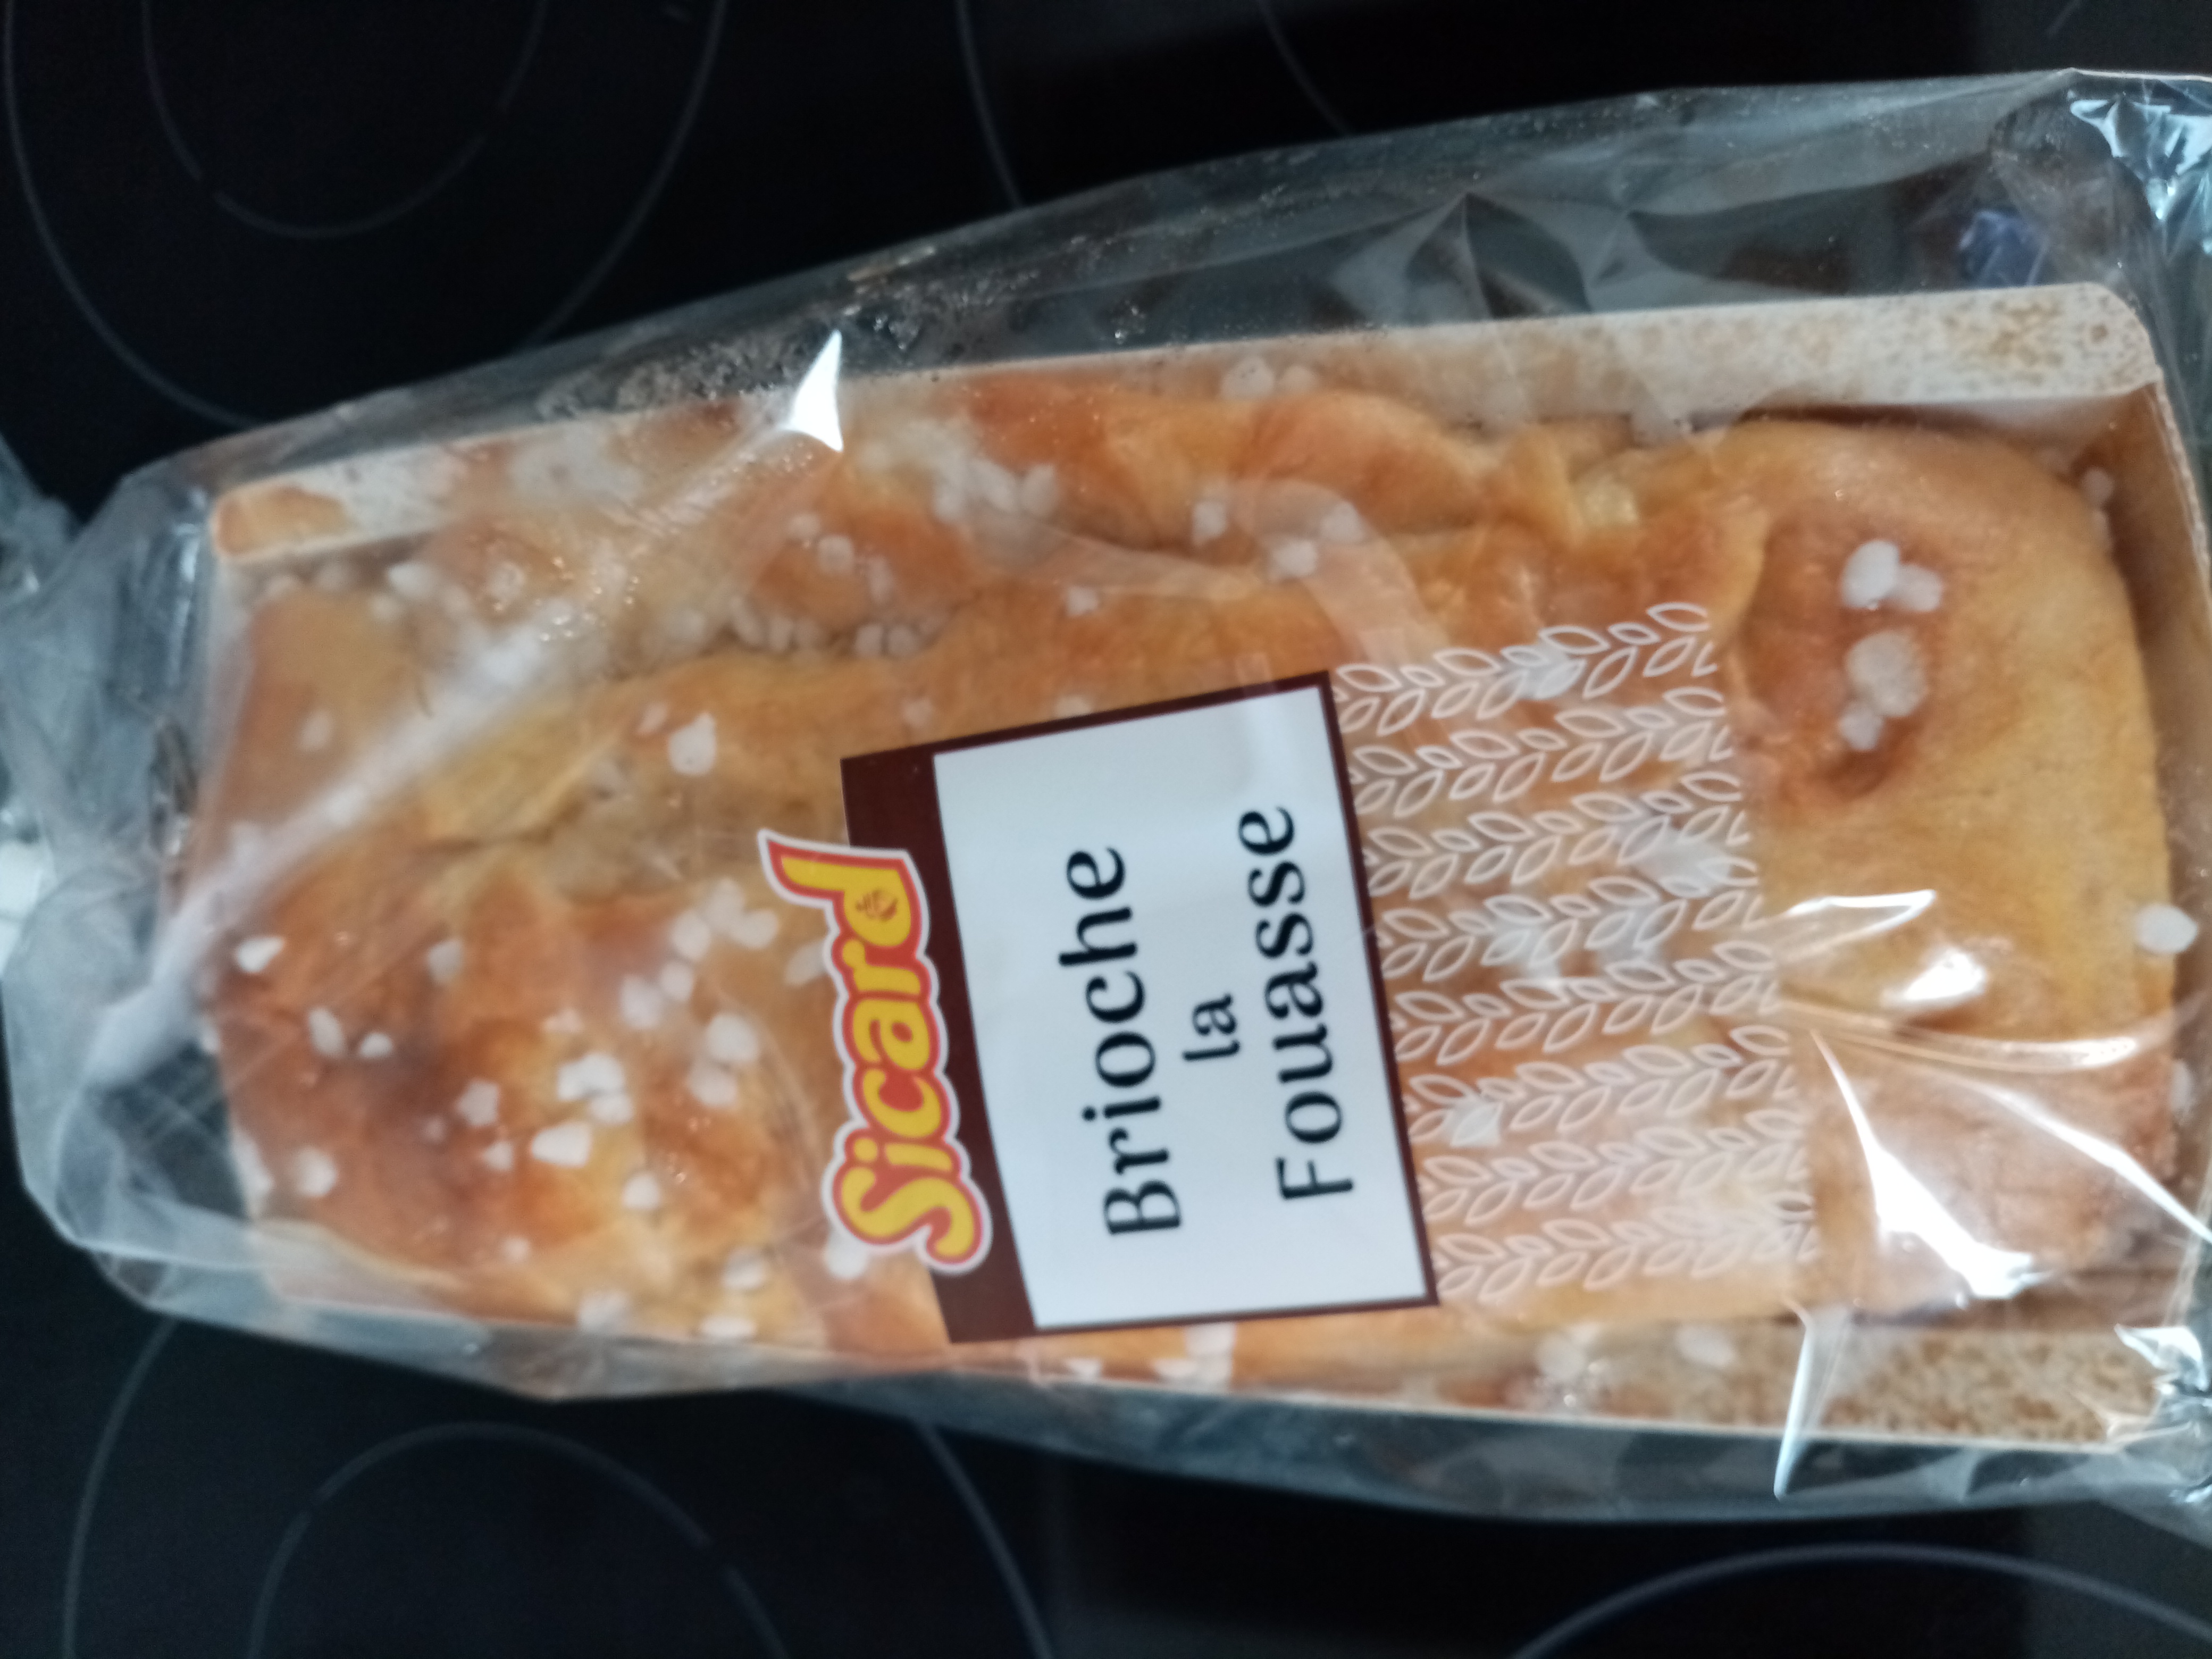 Sicard
Brioche
la
Fouasse